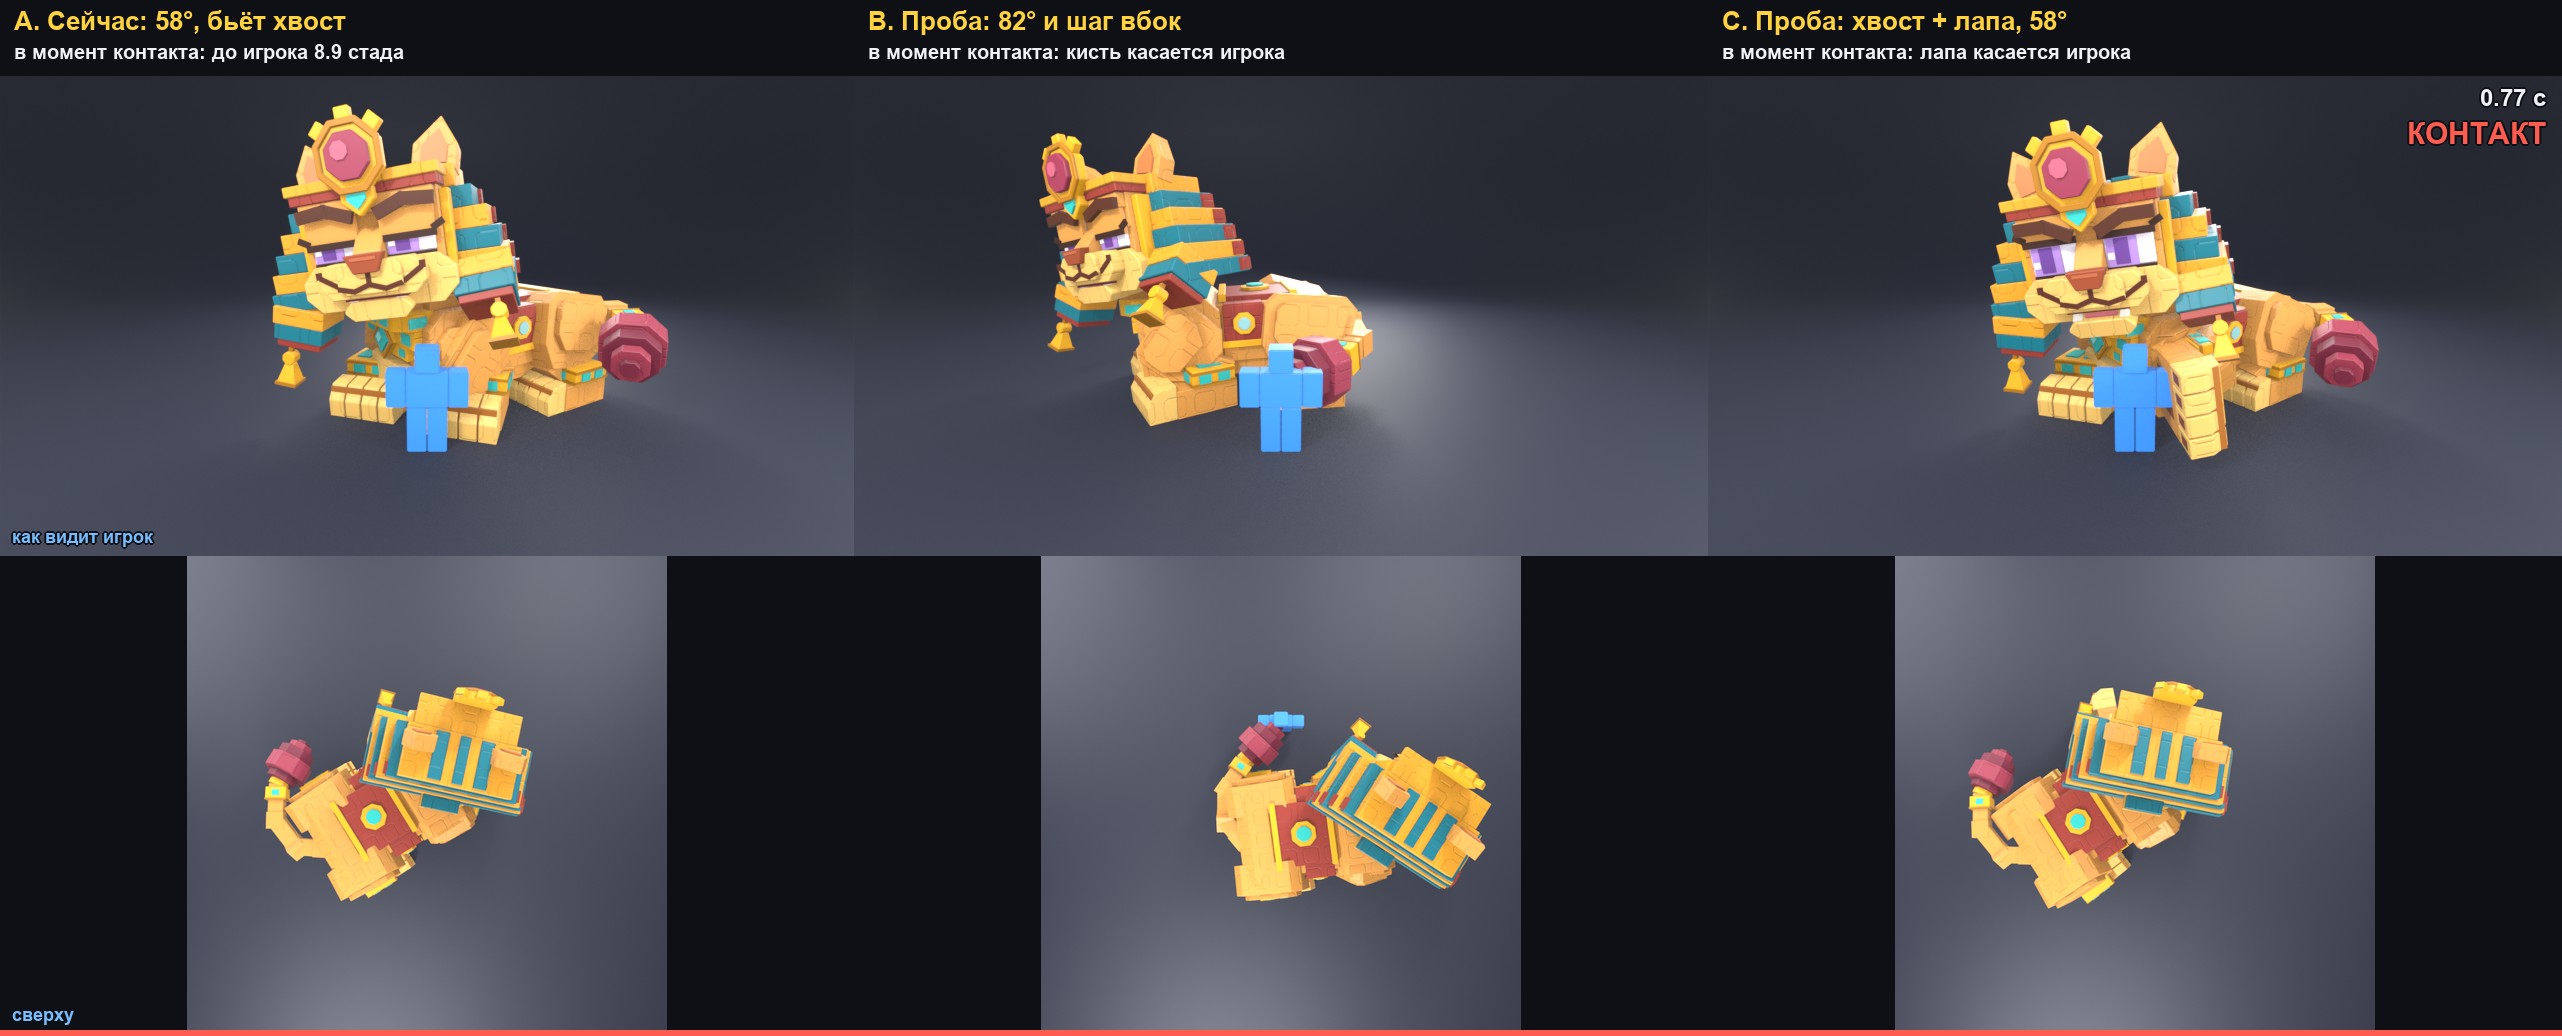 A. Сейчас: 58°, бьёт хвост
в момент контакта: до игрока 8.9 стада
B. Проба: 82° и шаг вбок
в момент контакта: кисть касается игрока
C. Проба: хвост + лапа, 58°
в момент контакта: лапа касается игрока
0.77 с
КОНТАКТ
как видит игрок
сверху